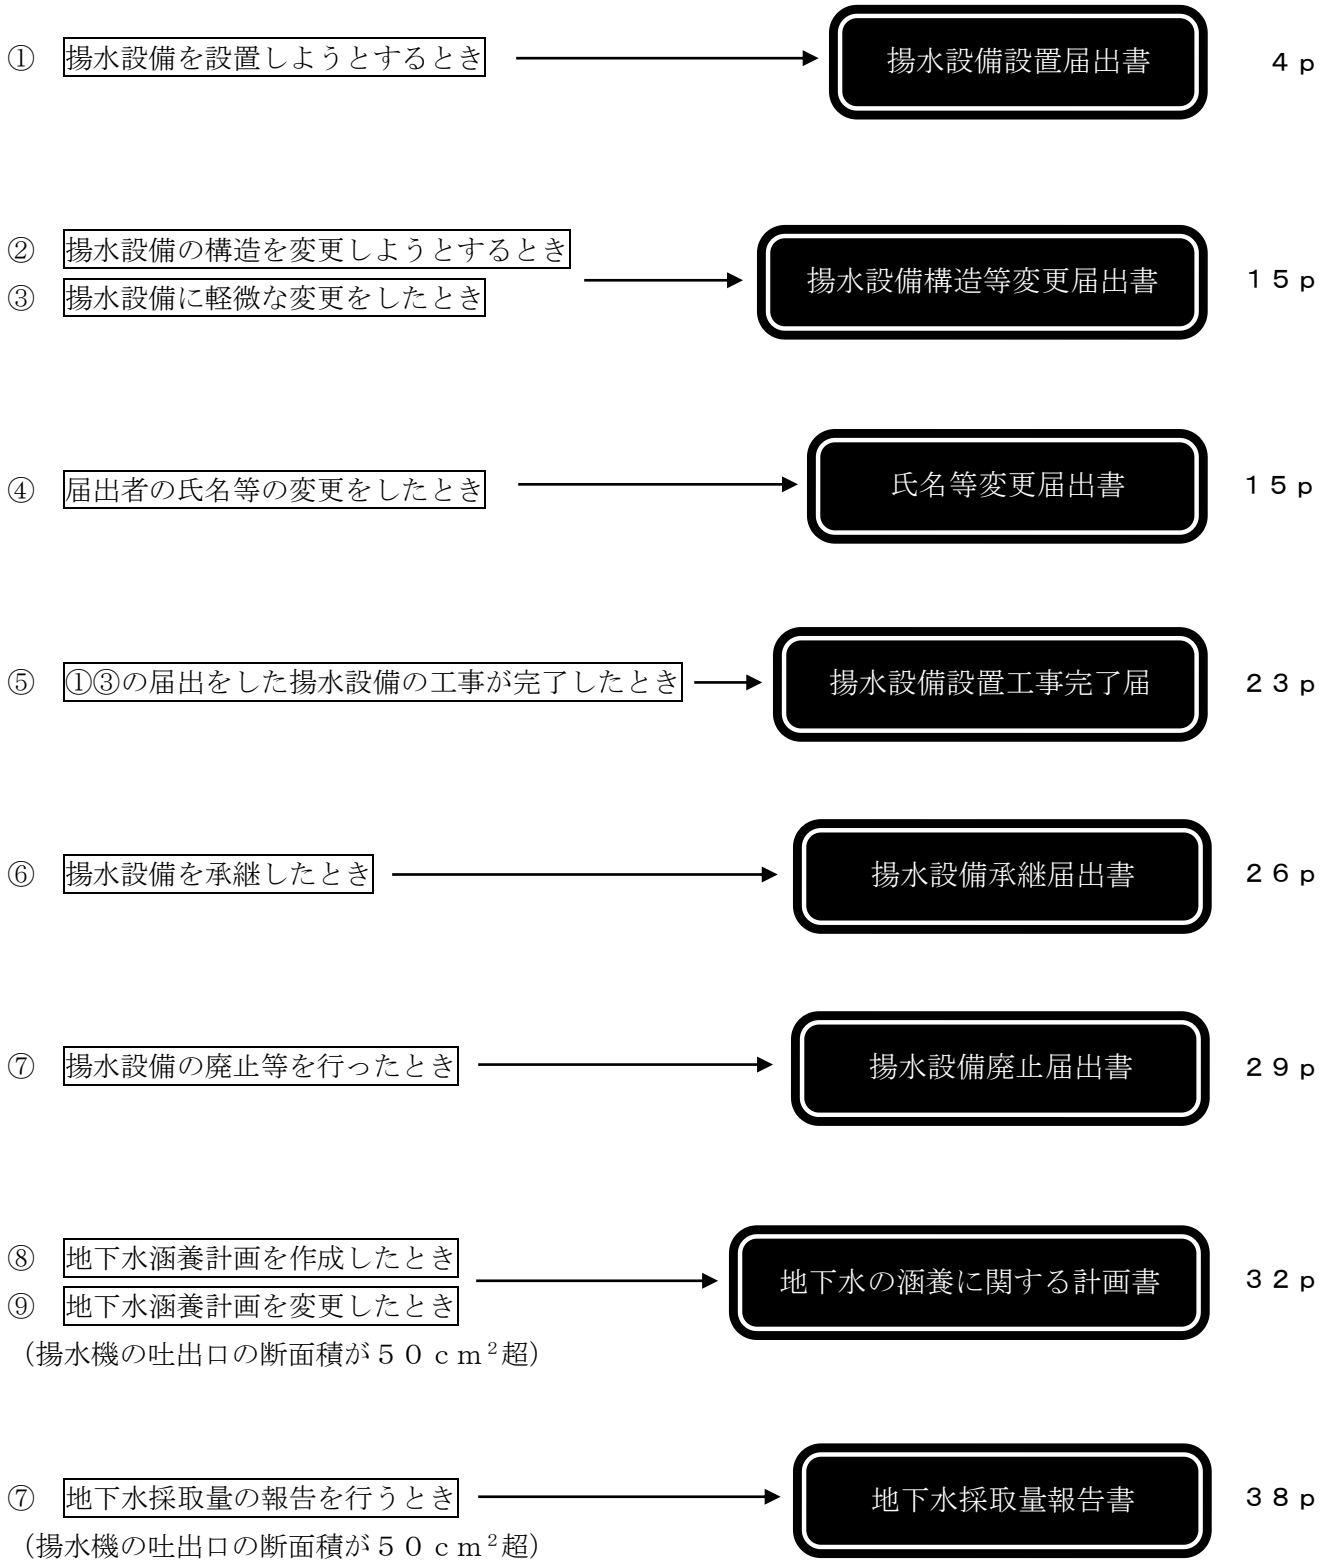 ① 揚水設備を設置しようとするとき 揚水設備設置届出書 4p
② 揚水設備の構造を変更しようとするとき
③ 揚水設備に軽微な変更をしたとき
揚水設備構造等変更届出書 15p
④ 届出者の氏名等の変更をしたとき 氏名等変更届出書 15p
⑤ ①③の届出をした揚水設備の工事が完了したとき 揚水設備設置工事完了届 23p
⑥ 揚水設備を承継したとき 揚水設備承継届出書 26p
⑦ 揚水設備の廃止等を行ったとき 揚水設備廃止届出書 29p
⑧ 地下水涵養計画を作成したとき
⑨ 地下水涵養計画を変更したとき
地下水の涵養に関する計画書 32p
(揚水機の吐出口の断面積が50cm²超)
⑦ 地下水採取量の報告を行うとき 地下水採取量報告書 38p
(揚水機の吐出口の断面積が50cm²超)